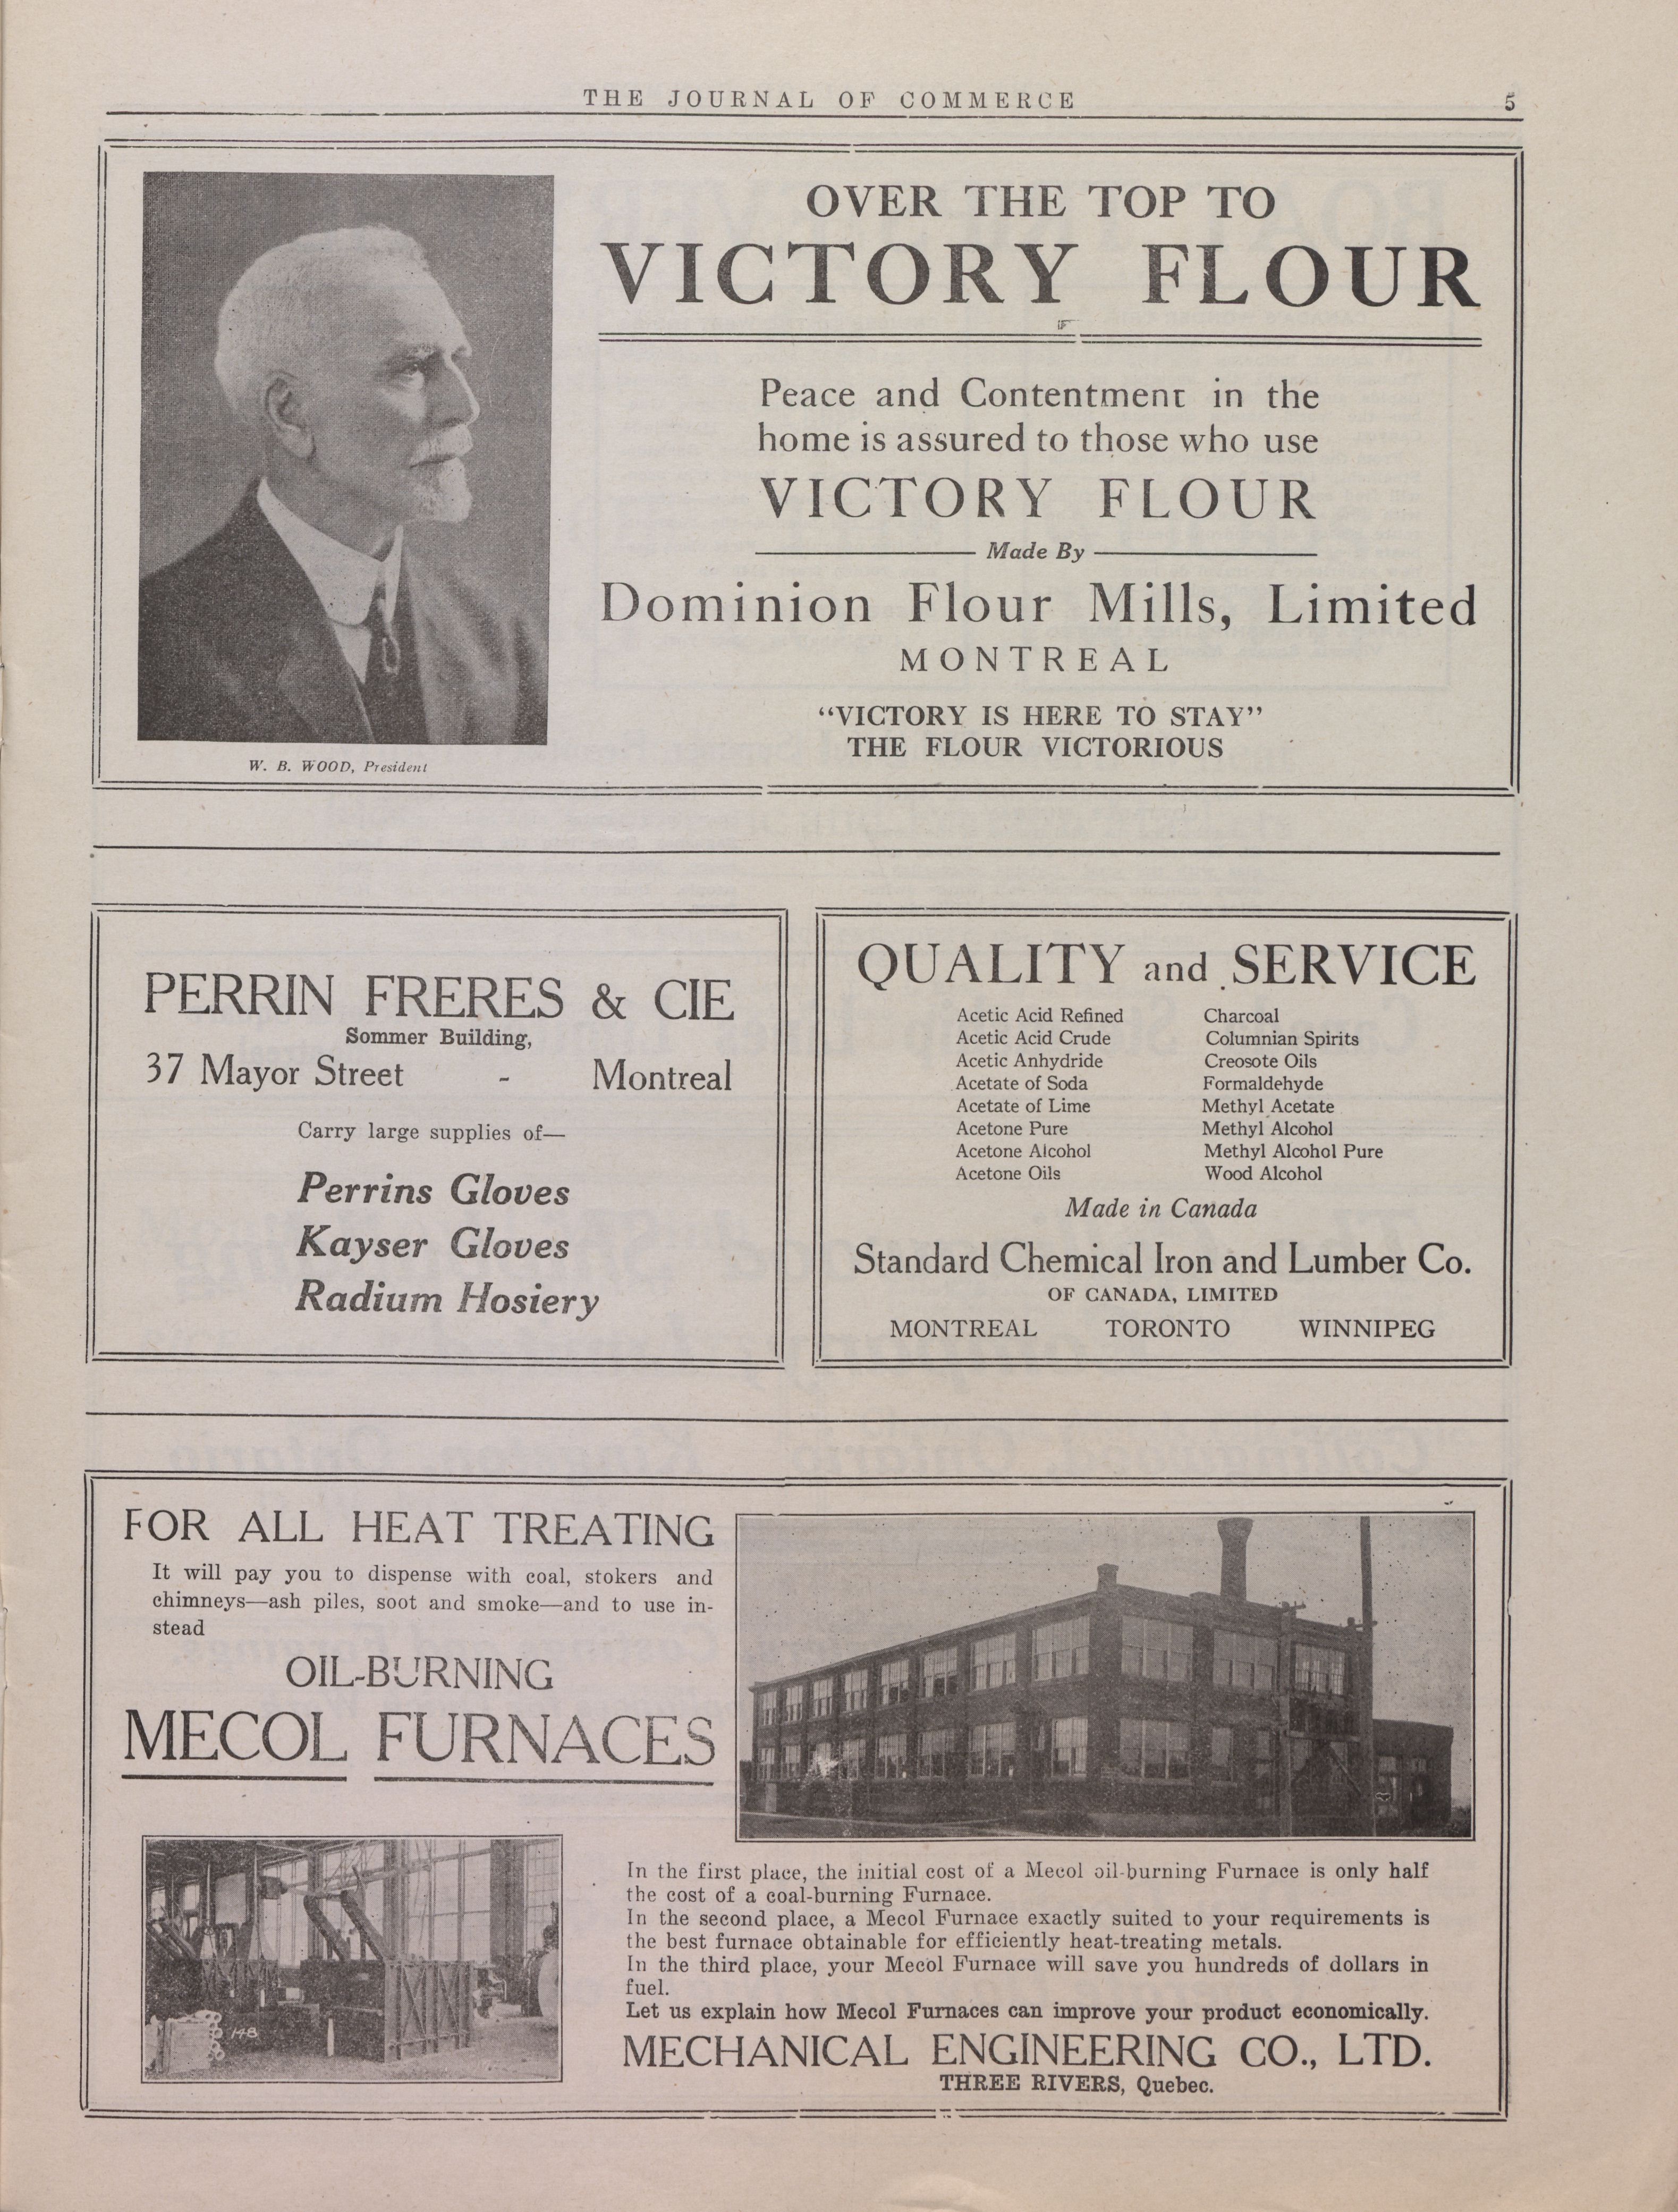 THE JOURNAL OF COMMERCE 5
OVER THE TOP TO
VICTORY FLOUR
Peace and Contentment in the
home is assured to those who use
VICTORY FLOUR
Made By
Dominion Flour Mills, Limited
MONTREAL
“VICTORY IS HERE TO STAY”
THE FLOUR VICTORIOUS
W. B. WOOD, President
PERRIN FRERES & CIE
Sommer Building,
37 Mayor Street - Montreal
Carry large supplies of—
Perrins Gloves
Kayser Gloves
Radium Hosiery
QUALITY and SERVICE
Acetic Acid Refined
Acetic Acid Crude
Acetic Anhydride
Acetate of Soda
Acetate of Lime
Acetone Pure
Acetone Alcohol
Acetone Oils
Charcoal
Columnian Spirits
Creosote Oils
Formaldehyde
Methyl Acetate
Methyl Alcohol
Methyl Alcohol Pure
Wood Alcohol
Made in Canada
Standard Chemical Iron and Lumber Co.
OF CANADA, LIMITED
MONTREAL TORONTO WINNIPEG
FOR ALL HEAT TREATING
It will pay you to dispense with coal, stokers and
chimneys—ash piles, soot and smoke—and to use in-
stead
OIL-BURNING
MECOL FURNACES
148
In the first place, the initial cost of a Mecol oil-burning Furnace is only half
the cost of a coal-burning Furnace.
In the second place, a Mecol Furnace exactly suited to your requirements is
the best furnace obtainable for efficiently heat-treating metals.
In the third place, your Mecol Furnace will save you hundreds of dollars in
fuel.
Let us explain how Mecol Furnaces can improve your product economically.
MECHANICAL ENGINEERING CO., LTD.
THREE RIVERS, Quebec.